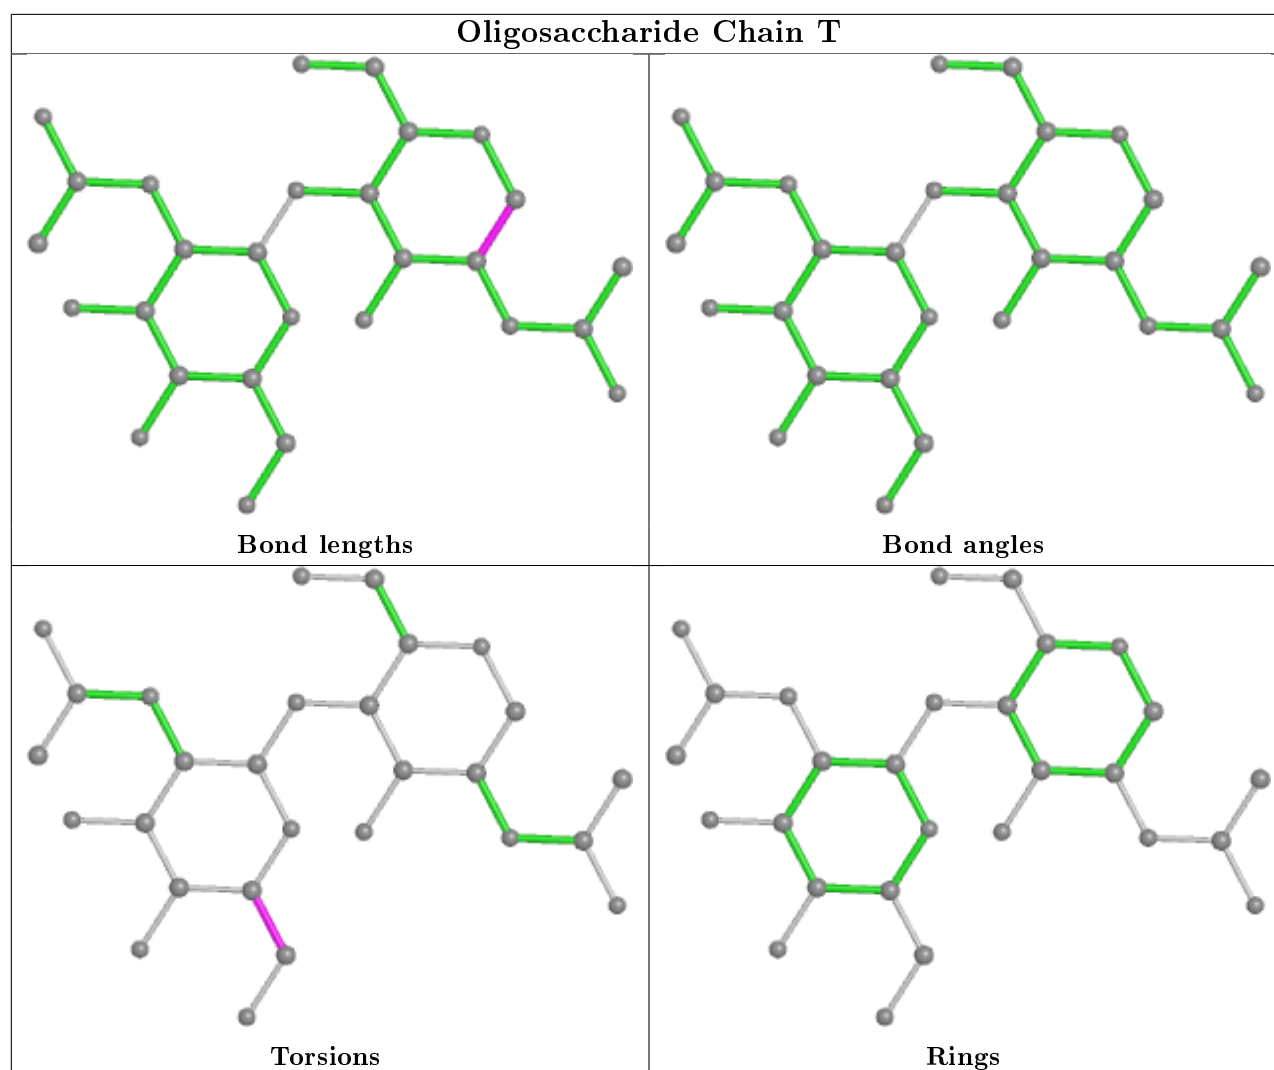 Oligosaccharide Chain T
Bond lengths
Bond angles
Torsions
Rings